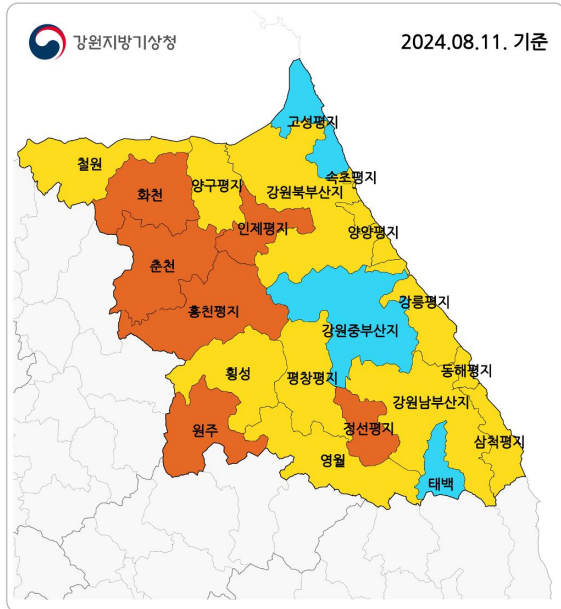 강원지방기상청
2024.08.11. 기준
고성평지
철원
속초평지
양구평지
강원북부산지
화천
인제평지
양양평지
춘천
강릉평지
홍천평지
강원중부산지
동해평지
횡성
평창평지
강원남부산지
원주
정선평지
삼척평지
영월
태백